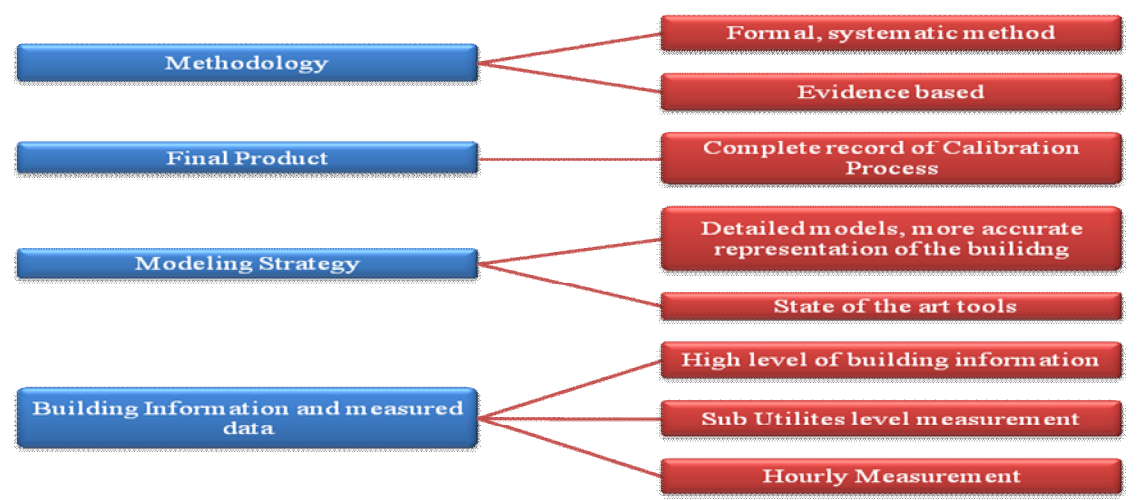 Methodology
Formal, systematic method
Evidence based
Final Product
Complete record of Calibration
Process
Modeling Strategy
Detailed models, more accurate
representation of the builidng
State of the art tools
Building Information and measured
data
High level of building information
Sub Utilites level measurement
Hourly Measurement